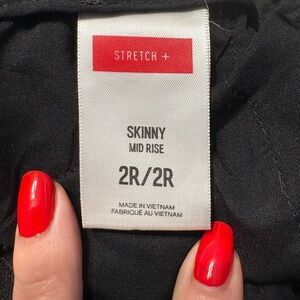 STRETCH +
SKINNY
MID RISE
2R/2R
MADE IN VIETNAM
FABRIQUÉ AU VIETNAM